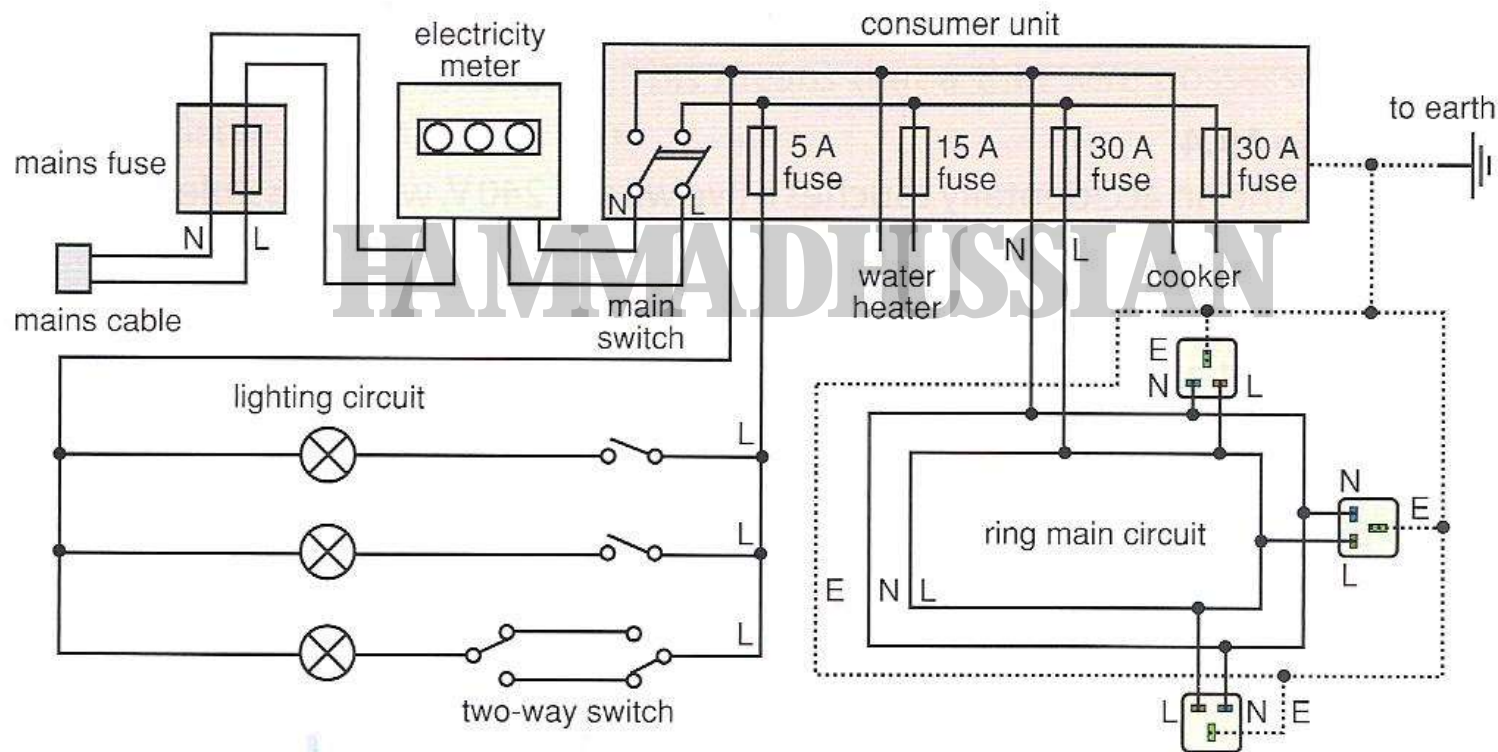 electricity
meter
consumer unit
to earth
mains fuse
5 A
fuse
15 A
fuse
30 A
fuse
30 A
fuse
N
L
N
L
N
L
mains cable
main
switch
water
heater
cooker
HAMMADHUSSIAN
lighting circuit
E
N
L
L
L
L
two-way switch
ring main circuit
N
E
L
E
N
L
L
N
E